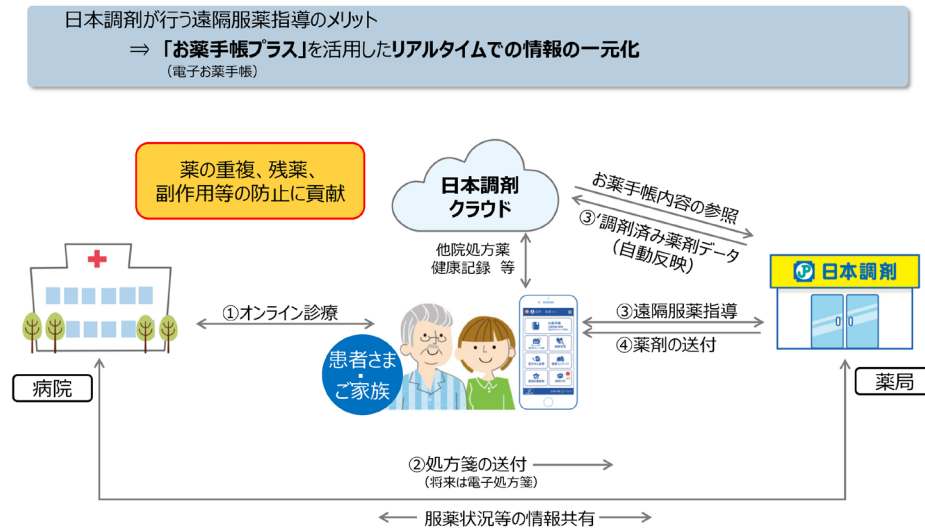 日本調剤が行う遠隔服薬指導のメリット
⇒ 「お薬手帳プラス」を活用したリアルタイムでの情報の一元化
（電子お薬手帳）
薬の重複、残薬、
副作用等の防止に貢献
日本調剤
クラウド
お薬手帳内容の参照
③‘調剤済み薬剤データ
（自動反映）
他院処方薬
健康記録 等
日本調剤
①オンライン診療
③遠隔服薬指導
④薬剤の送付
患者さま
・
ご家族
病院
薬局
②処方箋の送付
（将来は電子処方箋）
服薬状況等の情報共有